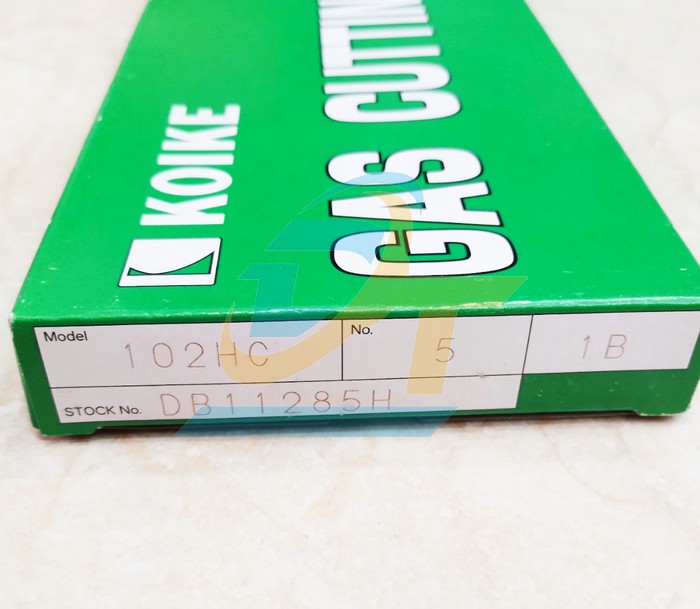 KOIKE
GAS CUTTIN
Model 102HC No. 5 1B
STOCK No. DB11285H